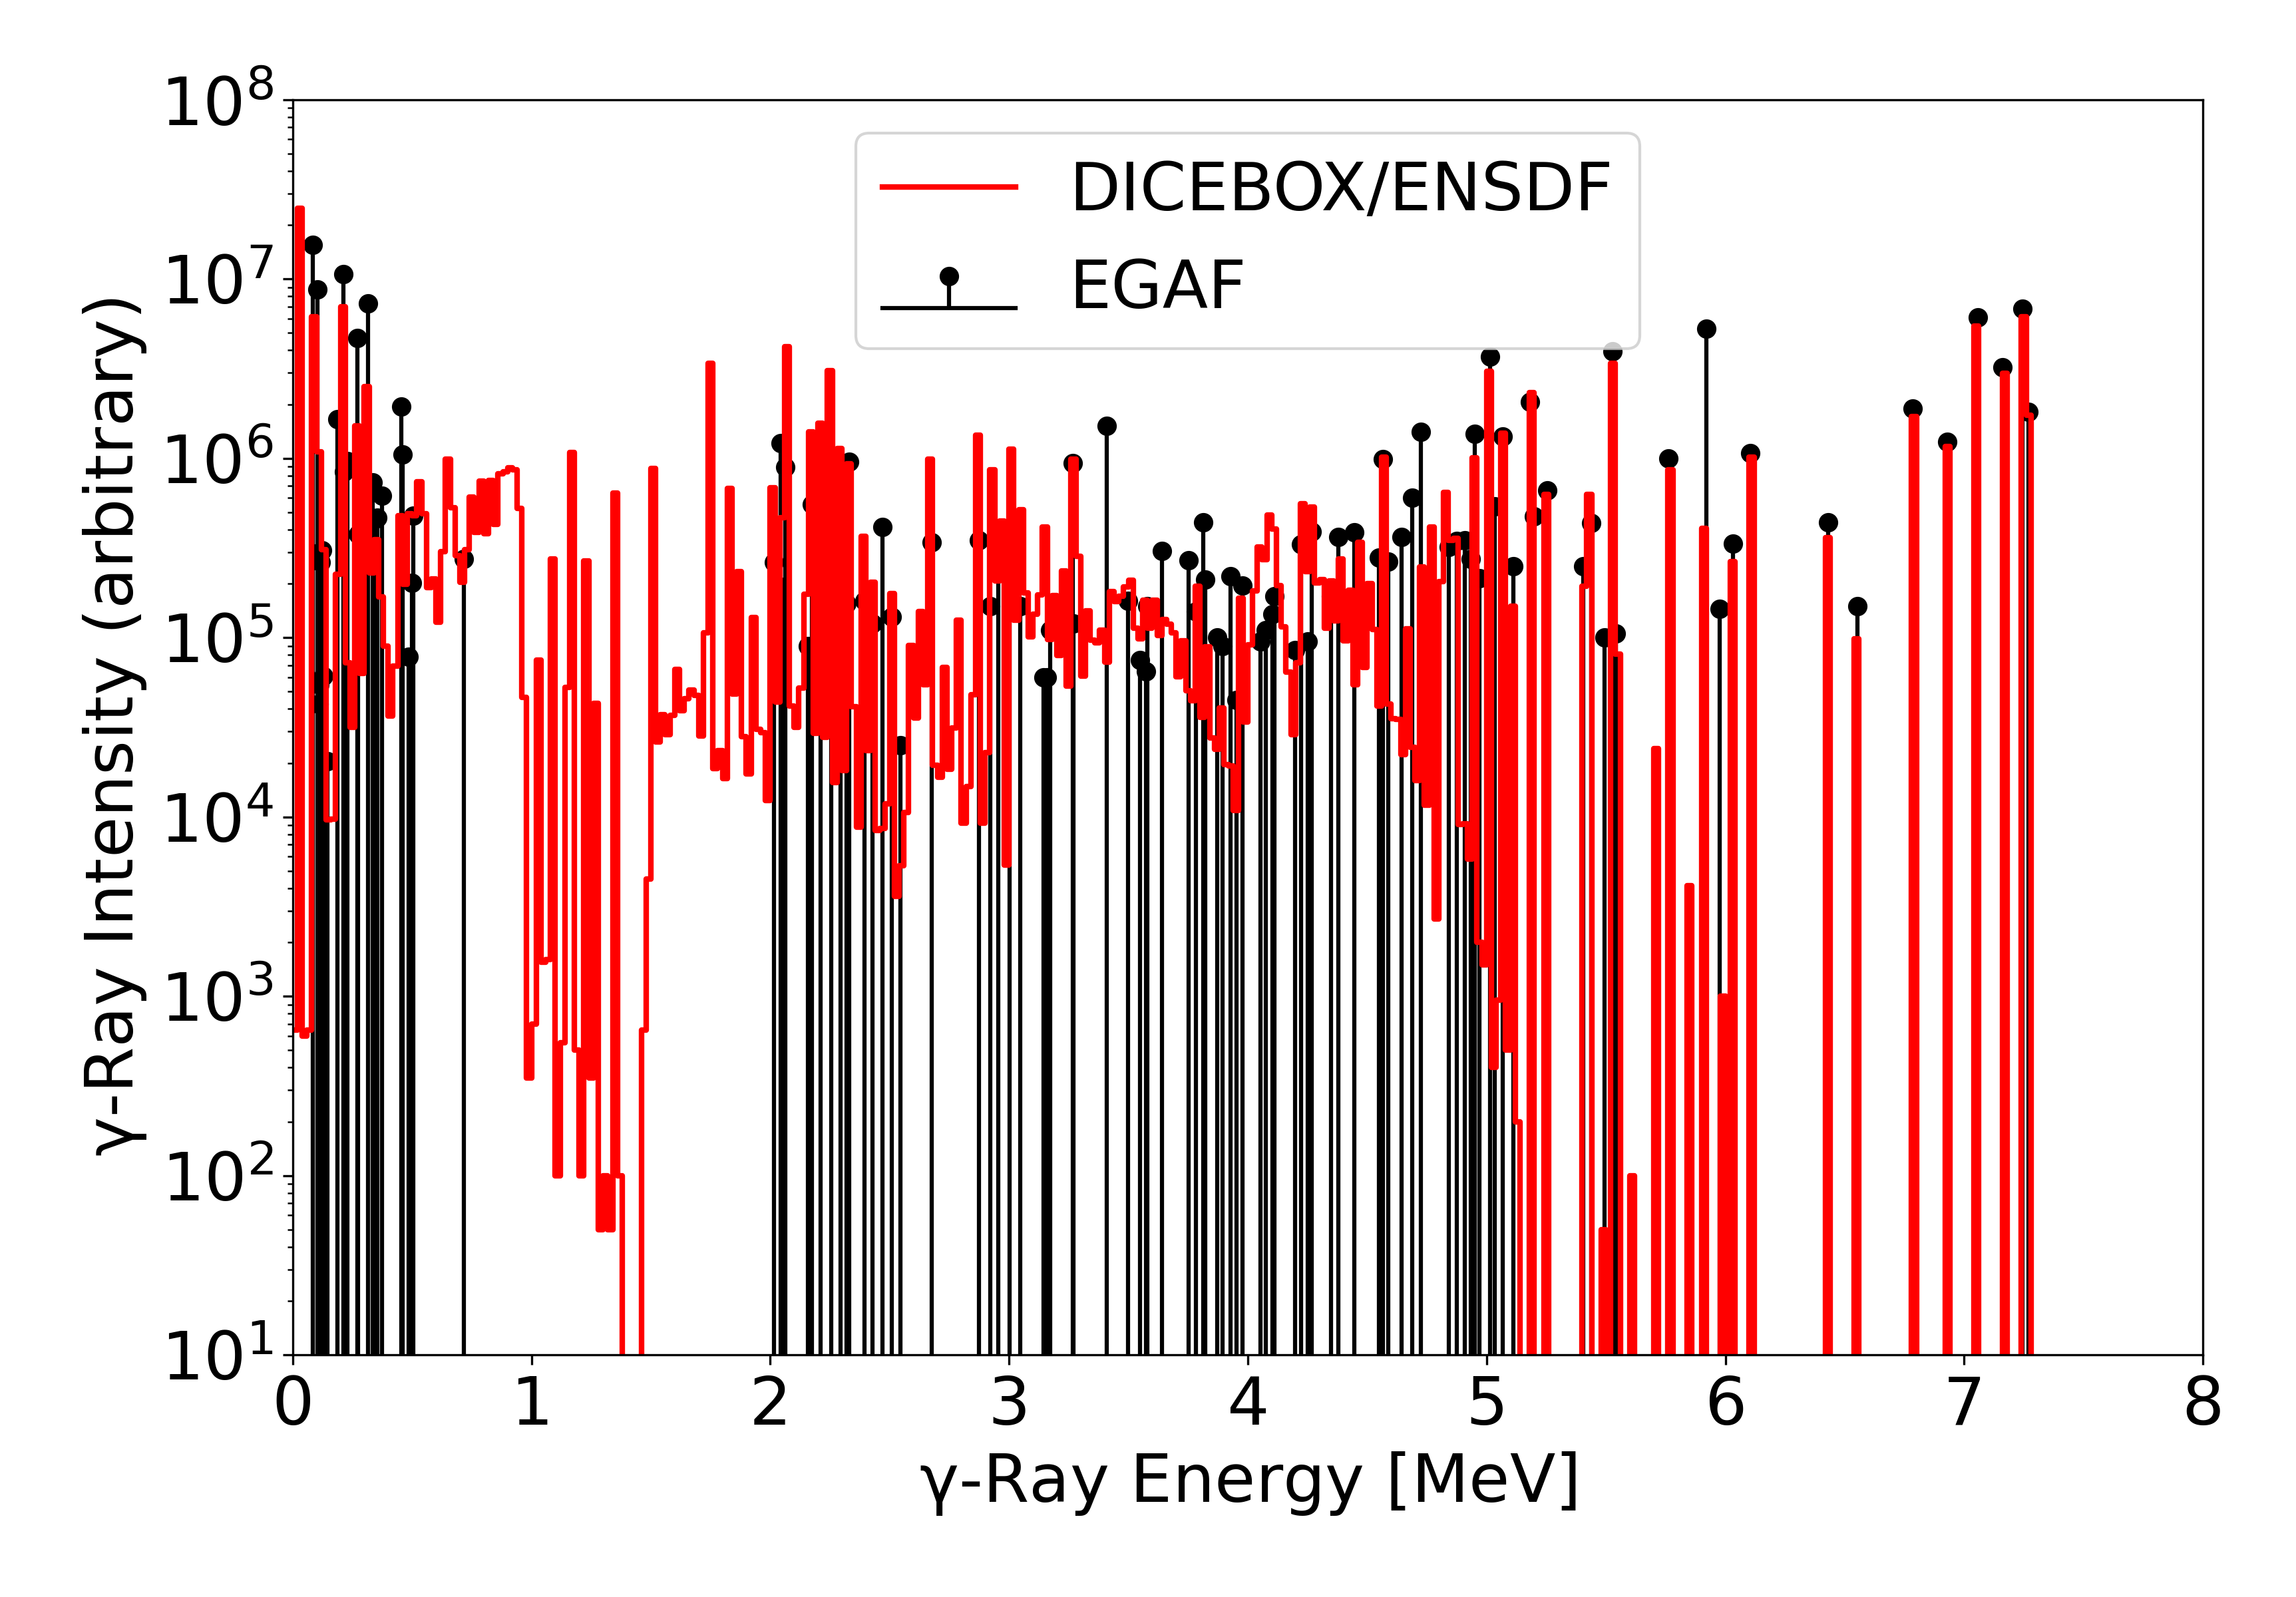 10^8
10^7
10^6
10^5
10^4
10^3
10^2
10^1
γ-Ray Intensity (arbitrary)
DICEBOX/ENSDF
EGAF
0 1 2 3 4 5 6 7 8
γ-Ray Energy [MeV]